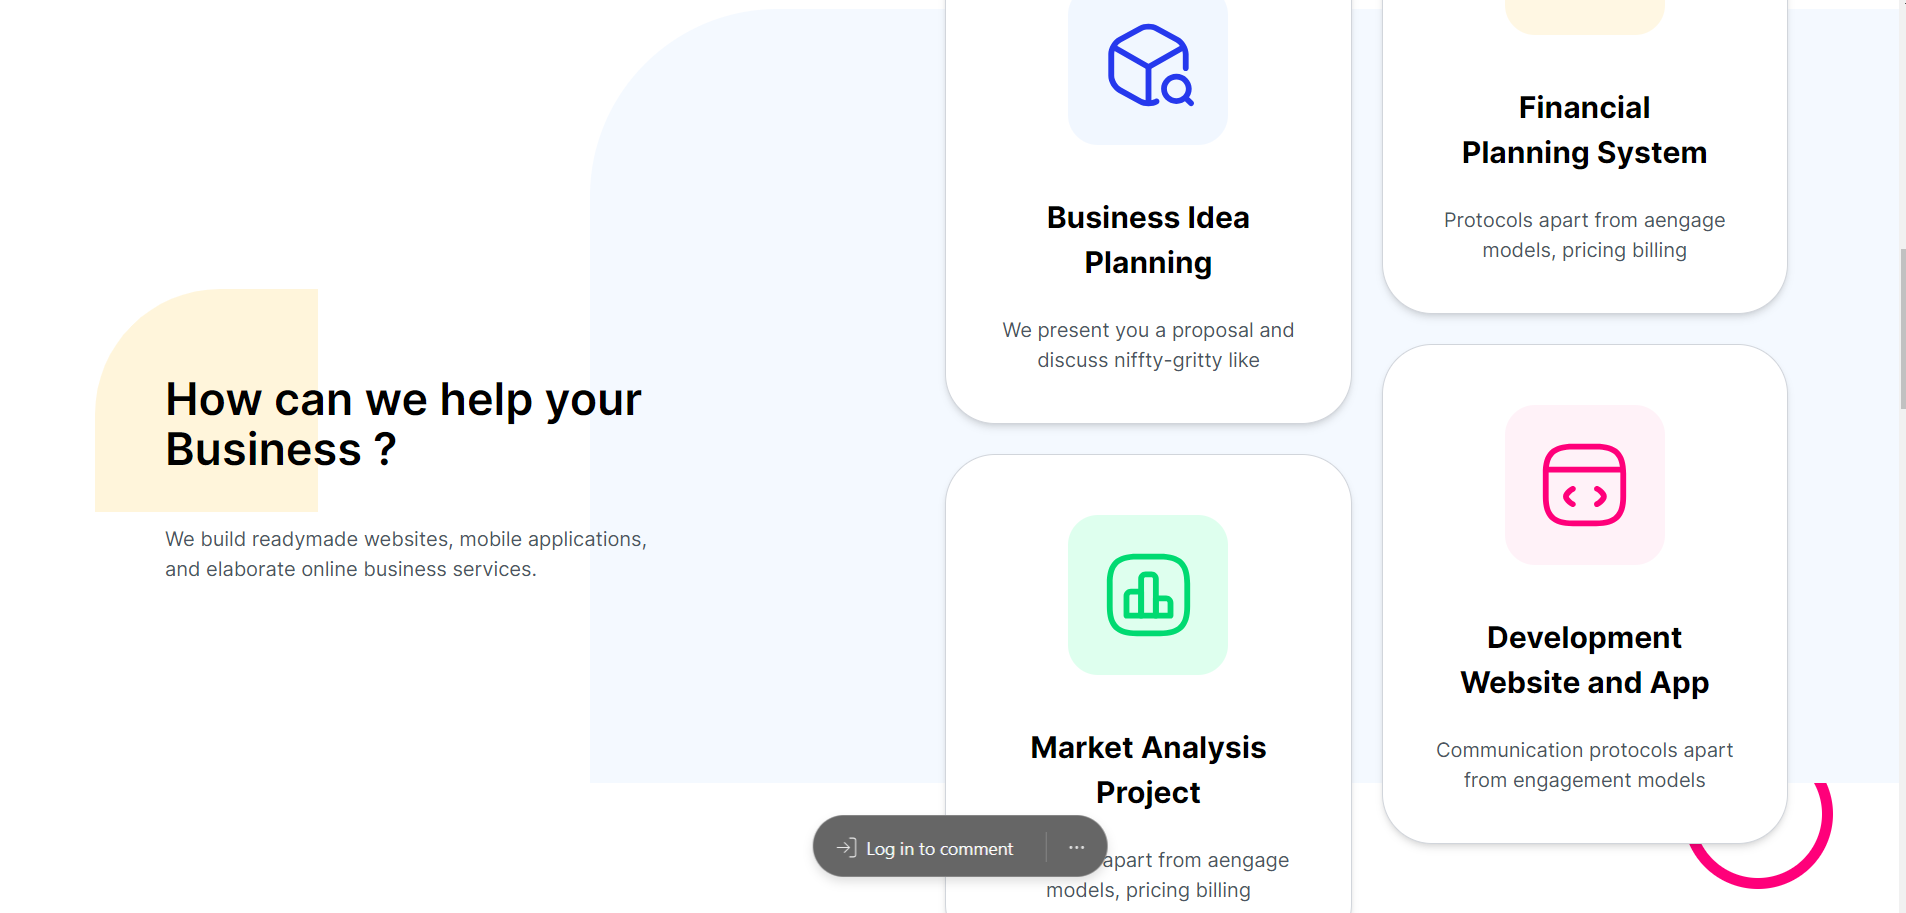 How can we help your
Business ?
We build readymade websites, mobile applications,
and elaborate online business services.
Business Idea
Planning
We present you a proposal and
discuss niffty-gritty like
Financial
Planning System
Protocols apart from aengage
models, pricing billing
Market Analysis
Project
apart from aengage
models, pricing billing
Development
Website and App
Communication protocols apart
from engagement models
Log in to comment